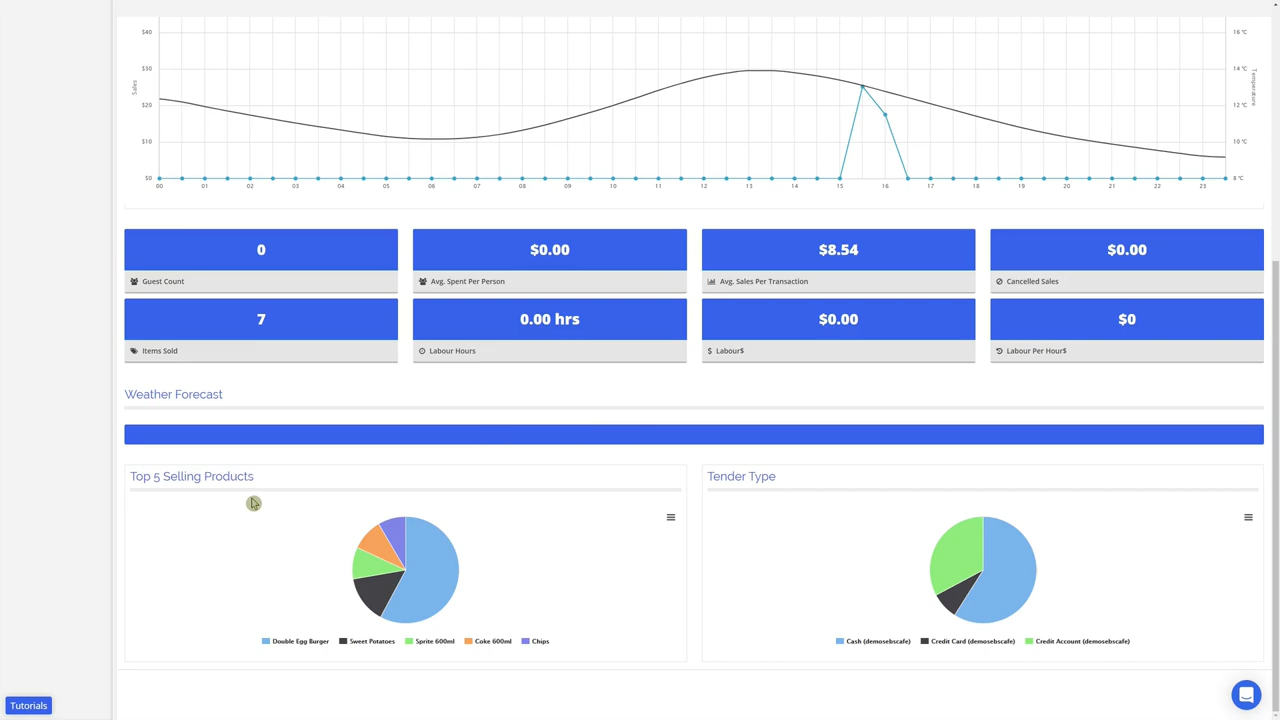 $40
16 °C
$30
14 °C
Sales
Temperature
$20
12 °C
$10
10 °C
$0
8 °C
00 01 02 03 04 05 06 07 08 09 10 11 12 13 14 15 16 17 18 19 20 21 22 23
0 $0.00 $8.54 $0.00
Guest Count Avg. Spent Per Person Avg. Sales Per Transaction Cancelled Sales
7 0.00 hrs $0.00 $0
Items Sold Labour Hours Labour$ Labour Per Hour$
Weather Forecast
Top 5 Selling Products
Tender Type
Double Egg Burger Sweet Potatoes Sprite 600ml Coke 600ml Chips
Cash (demosebscafe) Credit Card (demosebscafe) Credit Account (demosebscafe)
Tutorials